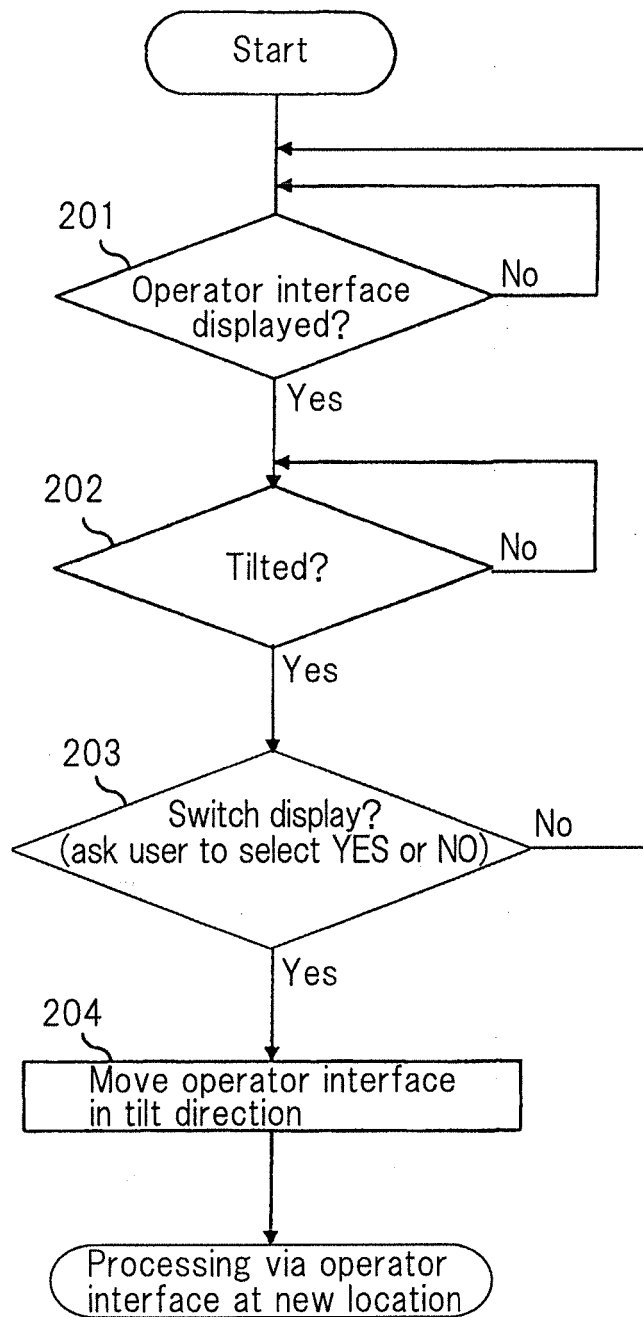 Start
201
Operator interface
displayed?
No
Yes
202
Tilted?
No
Yes
203
Switch display?
(ask user to select YES or NO)
No
Yes
204
Move operator interface
in tilt direction
Processing via operator
interface at new location